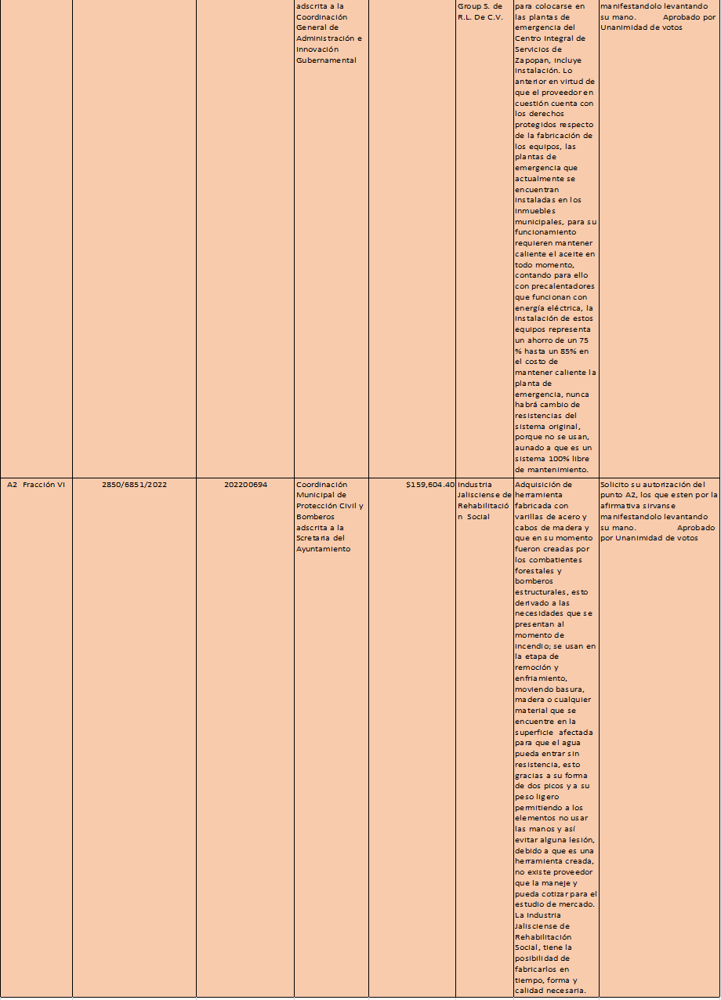 adscrita a la
Coordinación
General de
Administración e
Innovación
Gubernamental
Group S. de
R.L. De C.V.
para colocarse en
las plantas de
emergencia del
Centro Integral de
Servicios de
Zapopan, incluye
instalación. Lo
anterior en virtud de
que el proveedor en
cuestión cuenta con
los derechos
protegidos respecto
de la fabricación de
los equipos, las
plantas de
emergencia que
actualmente se
encuentran
instaladas en los
inmuebles
municipales, para su
funcionamiento
requieren mantener
caliente el aceite en
todo momento,
contando para ello
con precalentadores
que funcionan con
energía eléctrica, la
instalación de estos
equipos representa
un ahorro de un 75
% hasta un 85% en
el costo de
mantener caliente la
planta de
emergencia, nunca
habrá cambio de
resistencias del
sistema original,
porque no se usan,
aunado a que es un
sistema 100% libre
de mantenimiento.
manifestandolo levantando
su mano. Aprobado por
Unanimidad de votos
A2 Fracción VI
2850/6851/2022
202200694
Coordinación
Municipal de
Protección Civil y
Bomberos
adscrita a la
Scretaria del
Ayuntamiento
$159,604.40
Industria
Jalisciense de
Rehabilitació
n Social
Adquisición de
herramienta
fabricada con
varillas de acero y
cabos de madera y
que en su momento
fueron creadas por
los combatientes
forestales y
bomberos
estructurales, esto
derivado a las
necesidades que se
presentan al
momento de
incendio; se usan en
la etapa de
remoción y
enfriamiento,
moviendo basura,
madera o cualquier
material que se
encuentre en la
superficie afectada
para que el agua
pueda entrar sin
resistencia, esto
gracias a su forma
de dos picos y a su
peso ligero
permitiendo a los
elementos no usar
las manos y así
evitar alguna lesión,
debido a que es una
herramienta creada,
no existe proveedor
que la maneje y
pueda cotizar para el
estudio de mercado.
La Industria
Jalisciense de
Rehabilitación
Social, tiene la
posibilidad de
fabricarlos en
tiempo, forma y
calidad necesaria.
Solicito su autorización del
punto A2, los que esten por la
afirmativa sirvanse
manifestandolo levantando
su mano. Aprobado
por Unanimidad de votos